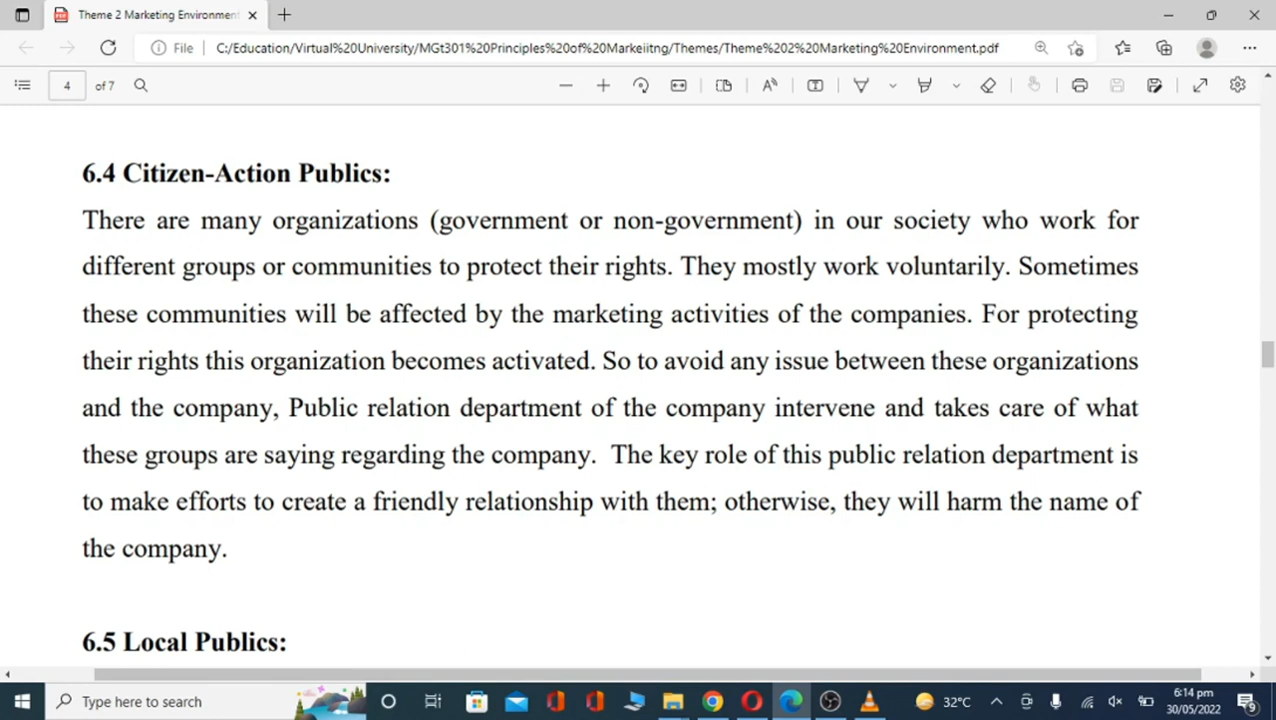 Theme 2 Marketing Environment
File
C:/Education/Virtual%20University/MGt301%20Principles%20of%20Markeiitng/Themes/Theme%202%20Marketing%20Environment.pdf
4 of 7
6.4 Citizen-Action Publics:
There are many organizations (government or non-government) in our society who work for
different groups or communities to protect their rights. They mostly work voluntarily. Sometimes
these communities will be affected by the marketing activities of the companies. For protecting
their rights this organization becomes activated. So to avoid any issue between these organizations
and the company, Public relation department of the company intervene and takes care of what
these groups are saying regarding the company. The key role of this public relation department is
to make efforts to create a friendly relationship with them; otherwise, they will harm the name of
the company.
6.5 Local Publics:
Type here to search
32°C
6:14 pm
30/05/2022
9